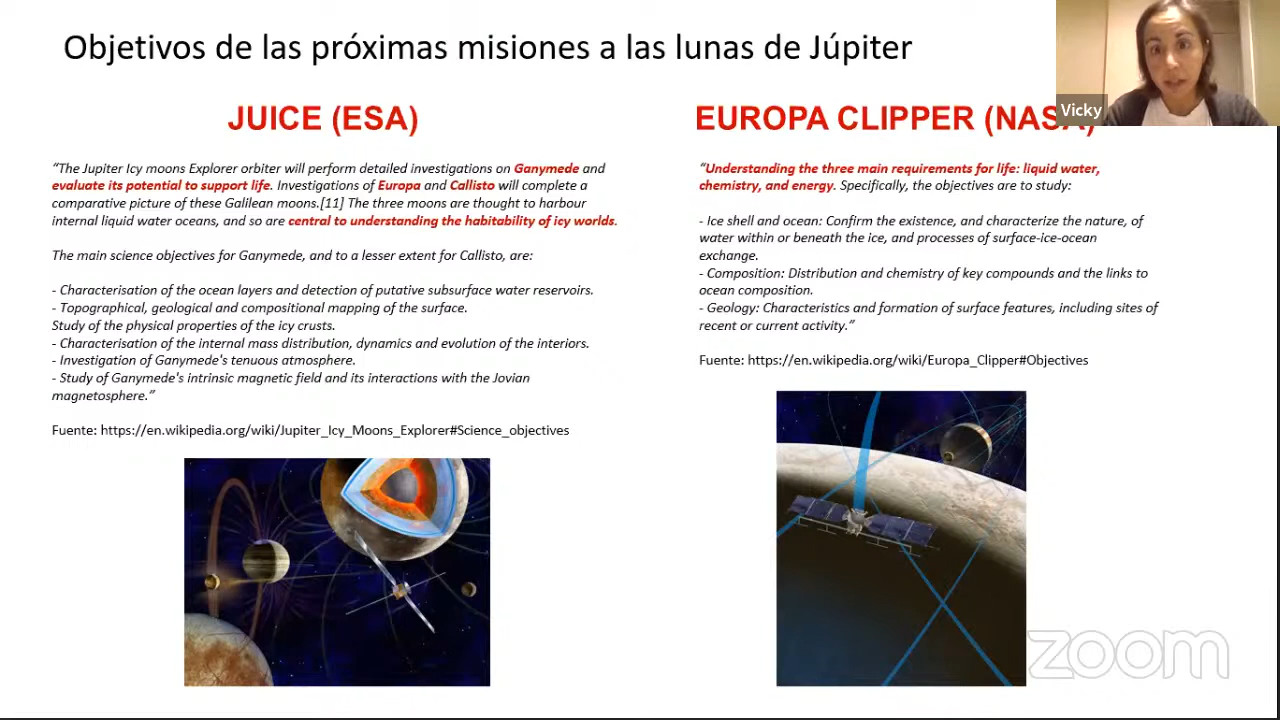 Objetivos de las próximas misiones a las lunas de Júpiter
Vicky
JUICE (ESA)
"The Jupiter Icy moons Explorer orbiter will perform detailed investigations on Ganymede and
evaluate its potential to support life. Investigations of Europa and Callisto will complete a
comparative picture of these Galilean moons.[11] The three moons are thought to harbour
internal liquid water oceans, and so are central to understanding the habitability of icy worlds.
The main science objectives for Ganymede, and to a lesser extent for Callisto, are:
- Characterisation of the ocean layers and detection of putative subsurface water reservoirs.
- Topographical, geological and compositional mapping of the surface.
Study of the physical properties of the icy crusts.
- Characterisation of the internal mass distribution, dynamics and evolution of the interiors.
- Investigation of Ganymede's tenuous atmosphere.
- Study of Ganymede's intrinsic magnetic field and its interactions with the Jovian
magnetosphere."
Fuente: https://en.wikipedia.org/wiki/Jupiter_Icy_Moons_Explorer#Science_objectives
EUROPA CLIPPER (NASA)
"Understanding the three main requirements for life: liquid water,
chemistry, and energy. Specifically, the objectives are to study:
- Ice shell and ocean: Confirm the existence, and characterize the nature, of
water within or beneath the ice, and processes of surface-ice-ocean
exchange.
- Composition: Distribution and chemistry of key compounds and the links to
ocean composition.
- Geology: Characteristics and formation of surface features, including sites of
recent or current activity."
Fuente: https://en.wikipedia.org/wiki/Europa_Clipper#Objectives
zoom